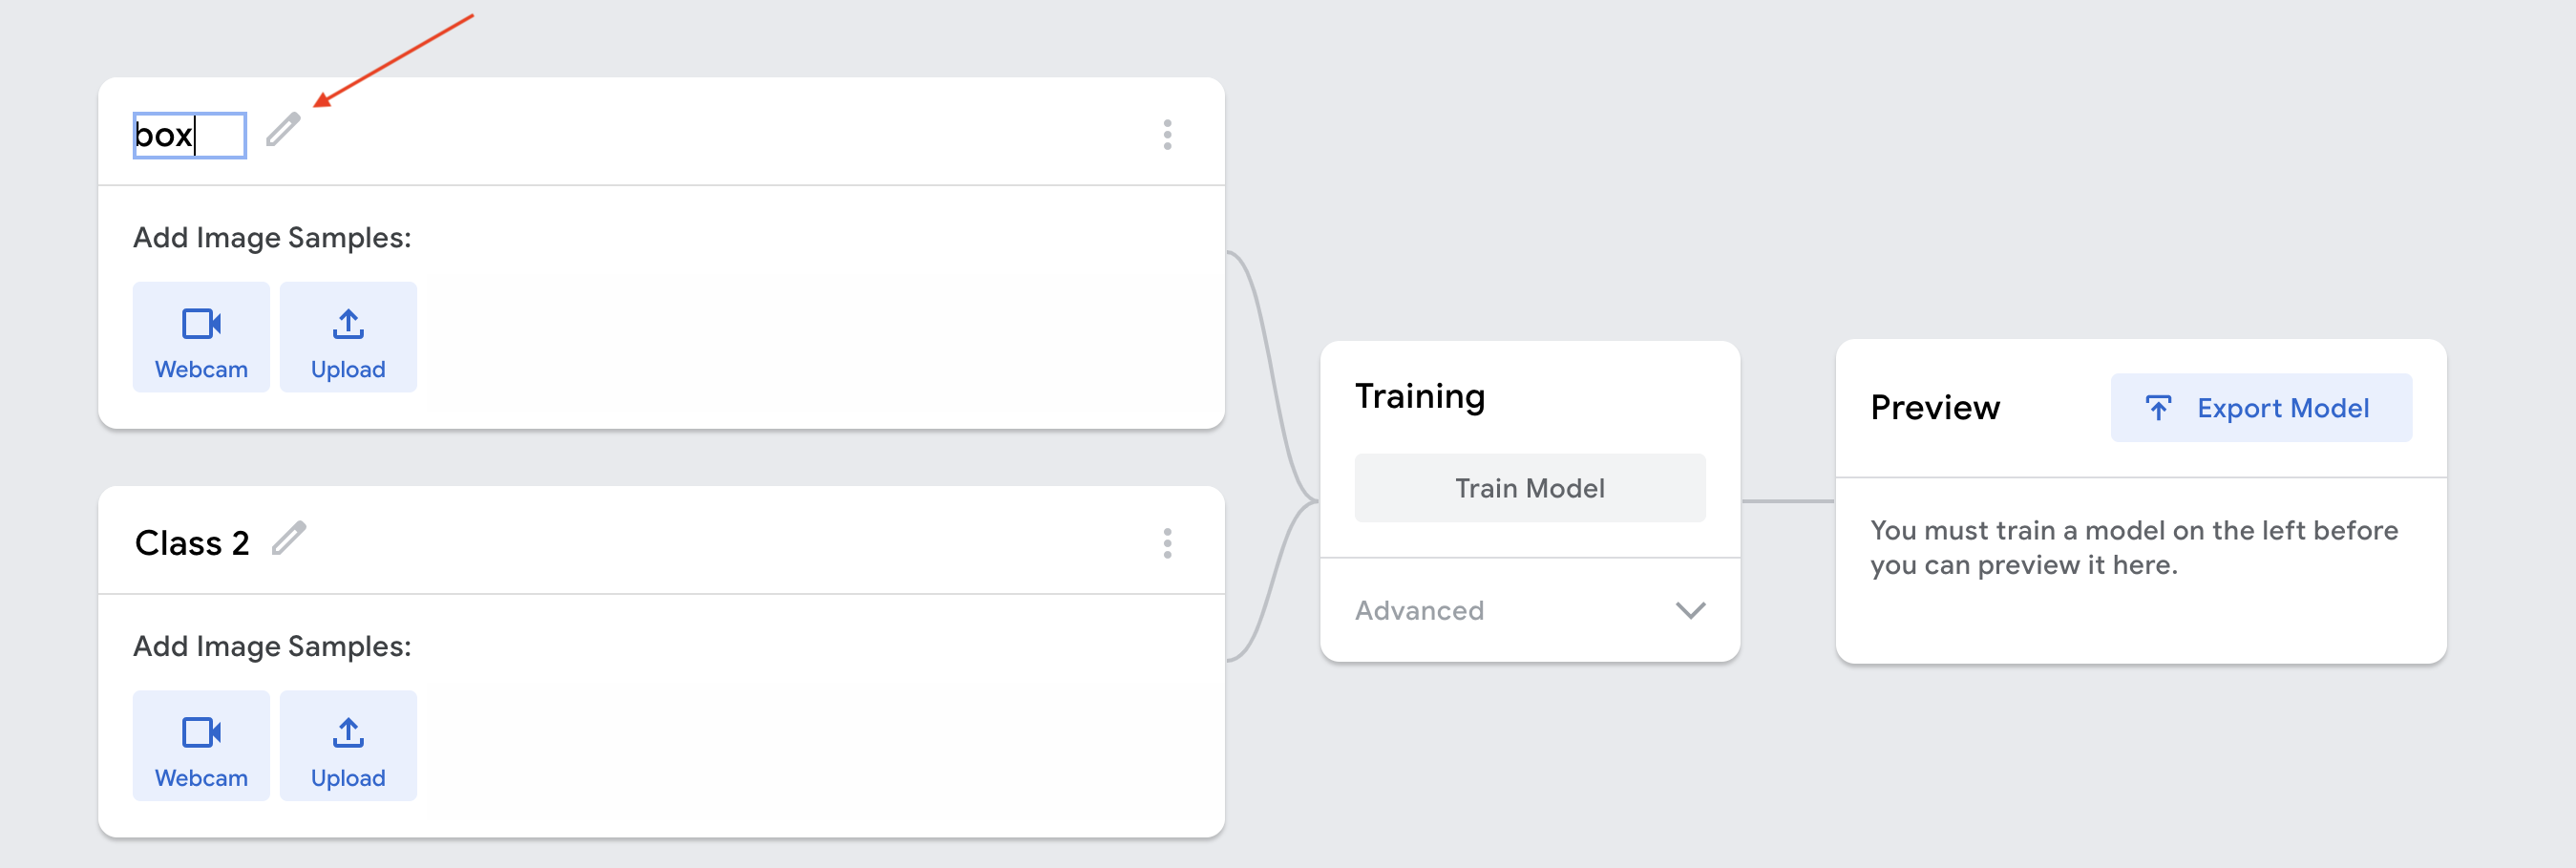 box
Add Image Samples:
Webcam
Upload
Class 2
Add Image Samples:
Webcam
Upload
Training
Train Model
Advanced
Preview
Export Model
You must train a model on the left before
you can preview it here.